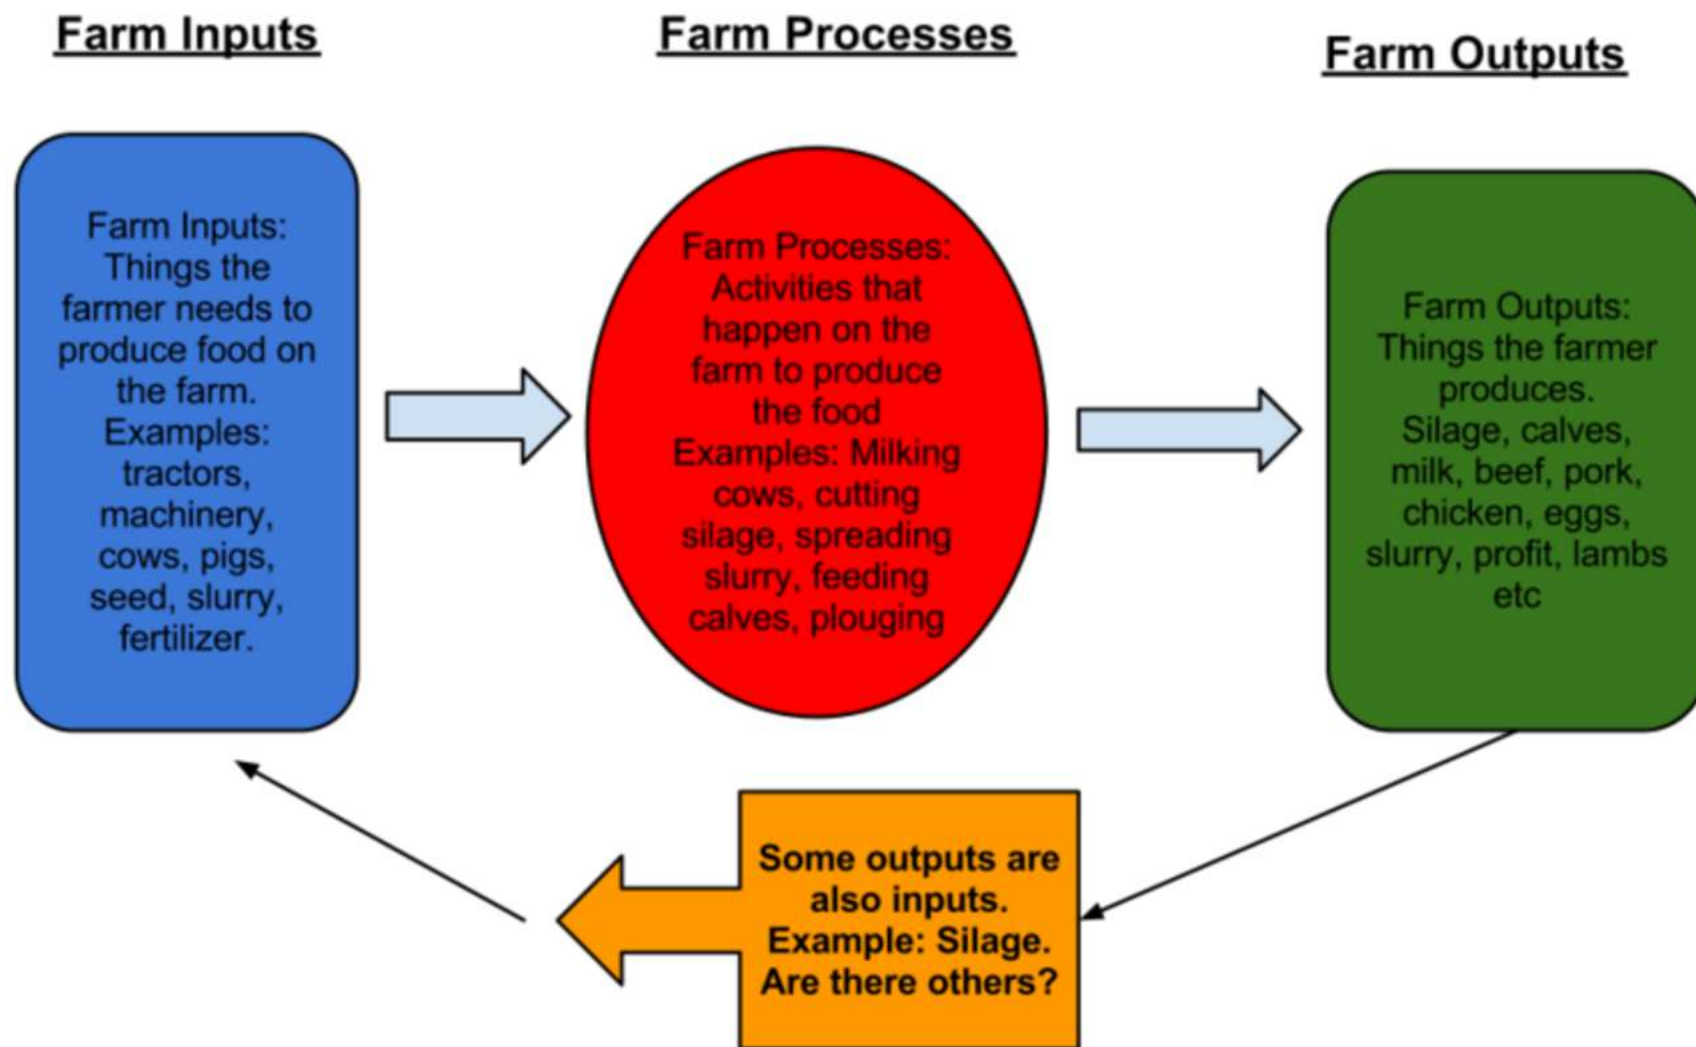 Farm Inputs
Farm Processes
Farm Outputs
Farm Inputs:
Things the
farmer needs to
produce food on
the farm.
Examples:
tractors,
machinery,
cows, pigs,
seed, slurry,
fertilizer.
Farm Processes:
Activities that
happen on the
farm to produce
the food
Examples: Milking
cows, cutting
silage, spreading
slurry, feeding
calves, plouging
Farm Outputs:
Things the farmer
produces.
Silage, calves,
milk, beef, pork,
chicken, eggs,
slurry, profit, lambs
etc
Some outputs are
also inputs.
Example: Silage.
Are there others?